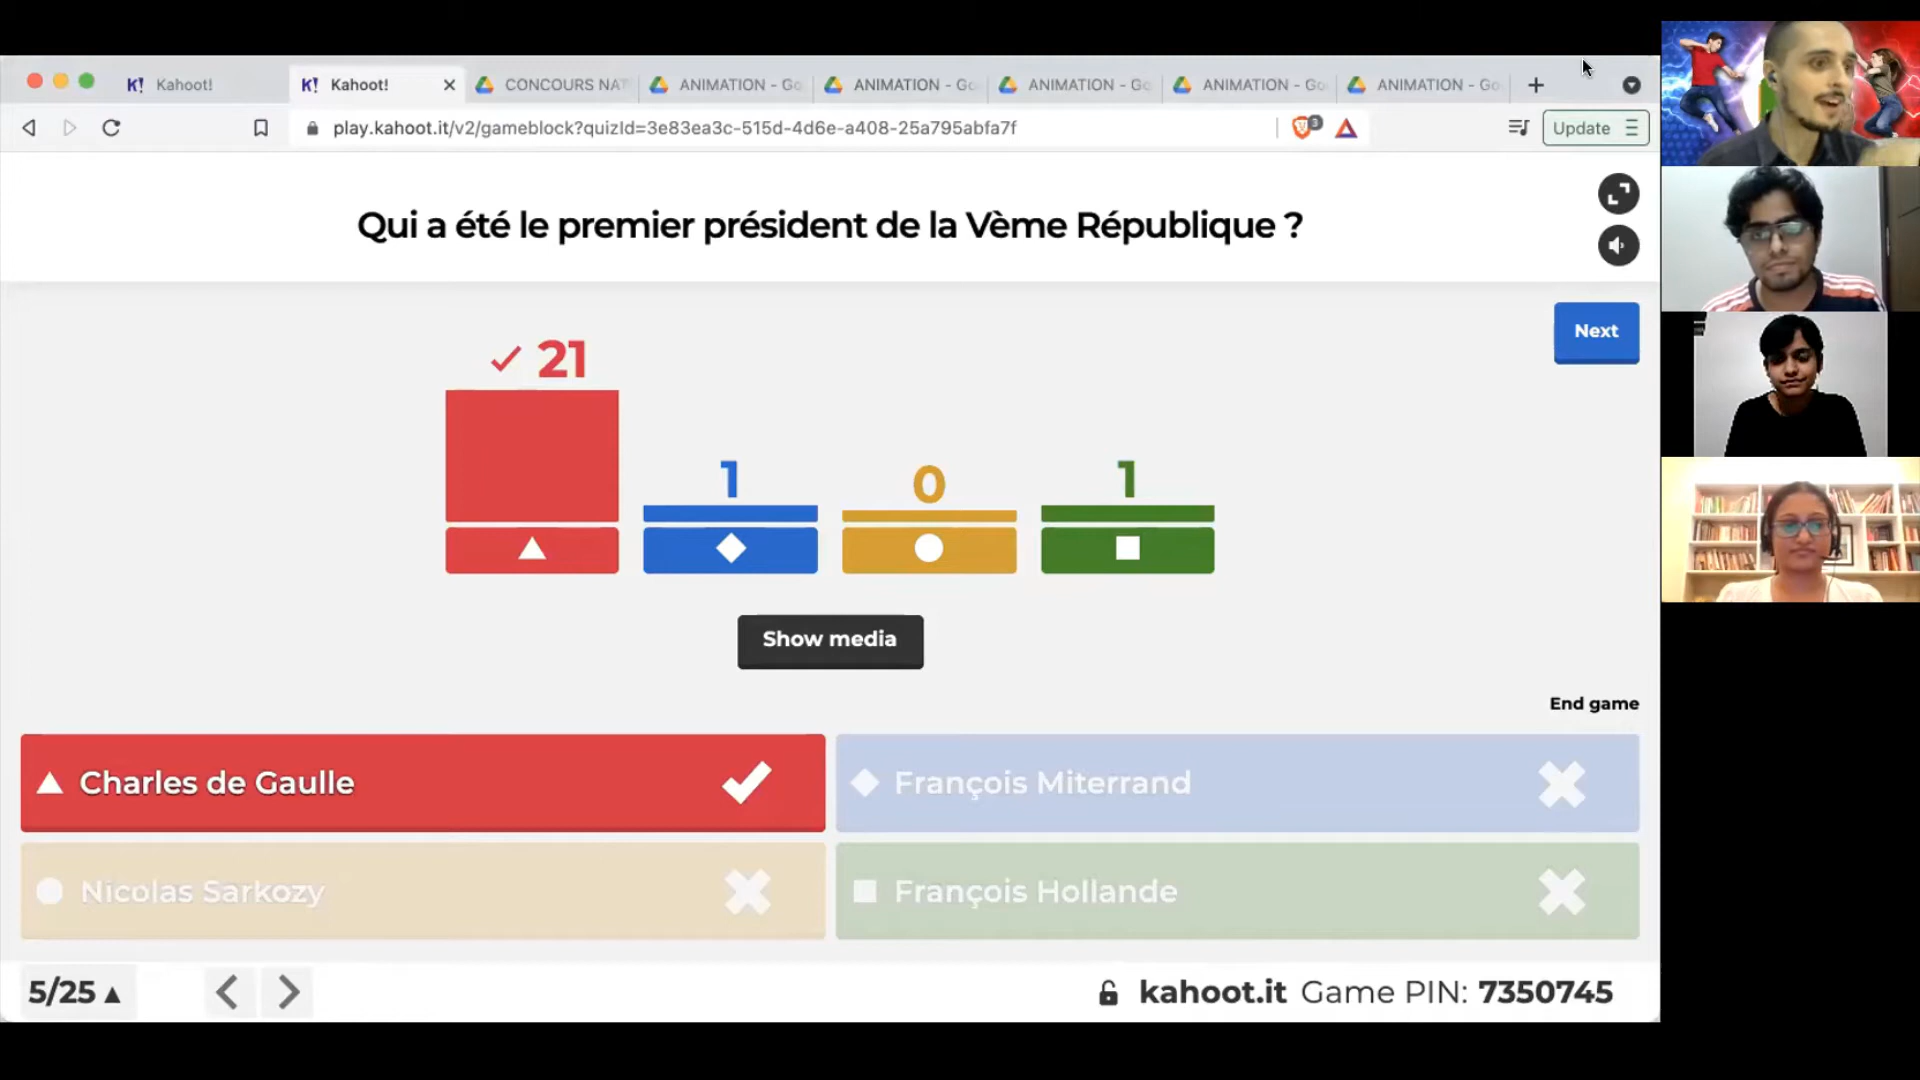 K! Kahoot!
K! Kahoot!
CONCOURS NAT
ANIMATION - Go
ANIMATION - Go
ANIMATION - Go
ANIMATION - Go
ANIMATION - Go
play.kahoot.it/v2/gameblock?quizId=3e83ea3c-515d-4d6e-a408-25a795abfa7f
3
Update
Qui a été le premier président de la Vème République ?
Next
21
1
0
1
Show media
End game
Charles de Gaulle
François Miterrand
Nicolas Sarkozy
François Hollande
5/25
kahoot.it Game PIN: 7350745